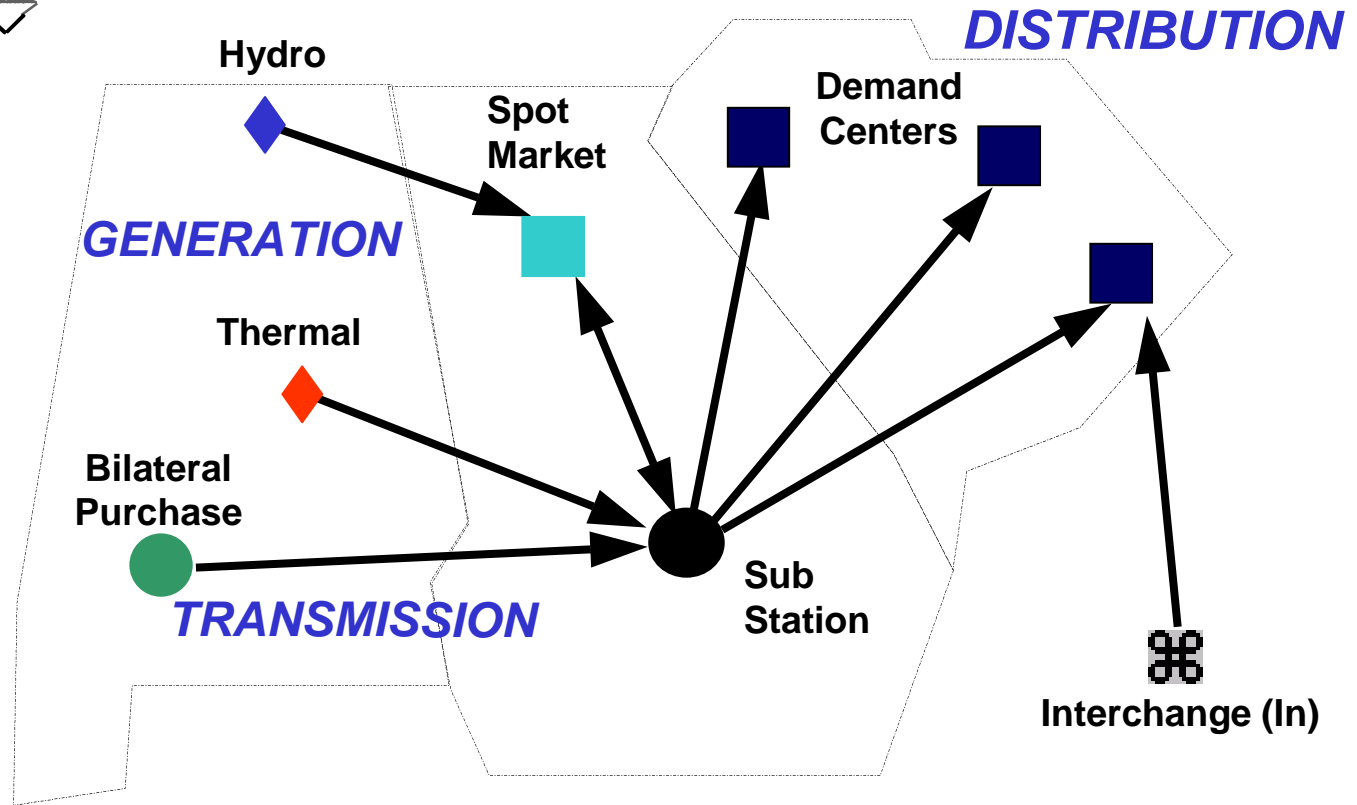 DISTRIBUTION
Hydro
Spot
Market
Demand
Centers
GENERATION
Thermal
Bilateral
Purchase
Sub
Station
TRANSMISSION
Interchange (In)